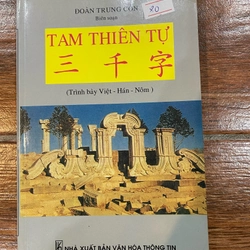 ĐOÀN TRUNG CÒN
Biên soạn
20
TAM THIÊN TỰ
三千字
(Trình bày Việt - Hán - Nôm)
NHÀ XUẤT BẢN VĂN HÓA THÔNG TIN